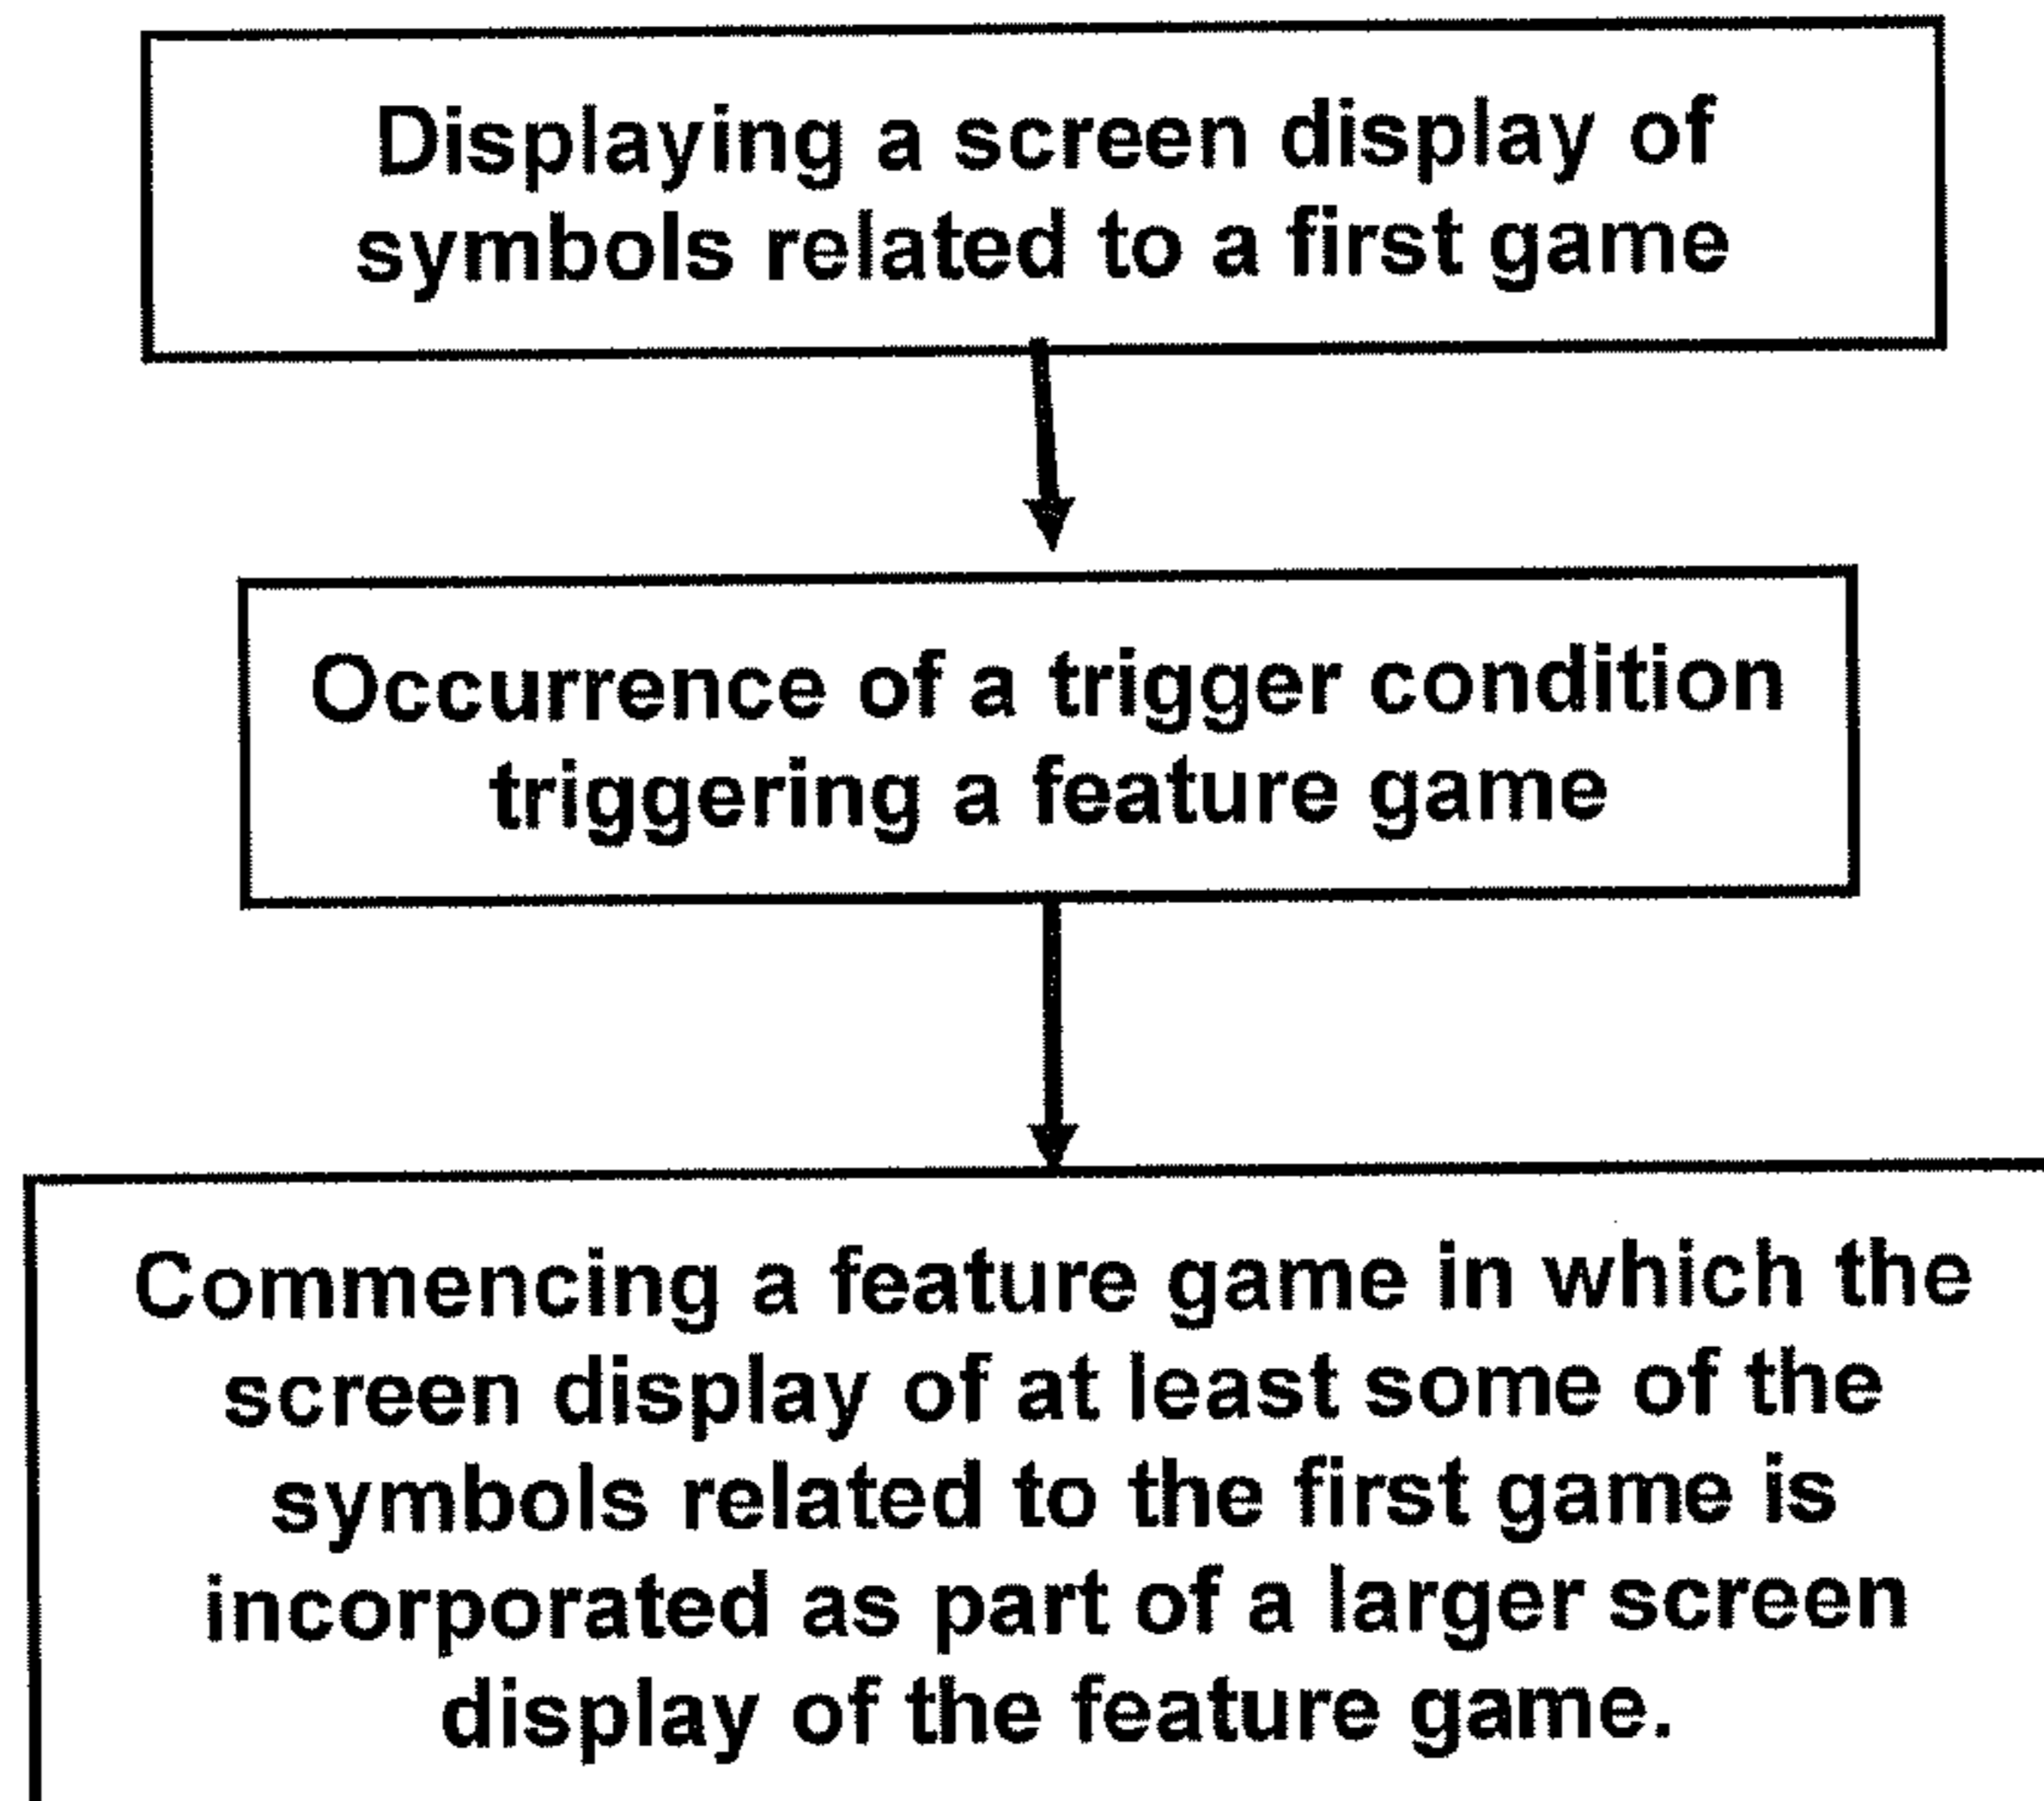 Displaying a screen display of
symbols related to a first game
Occurrence of a trigger condition
triggering a feature game
Commencing a feature game in which the
screen display of at least some of the
symbols related to the first game is
incorporated as part of a larger screen
display of the feature game.